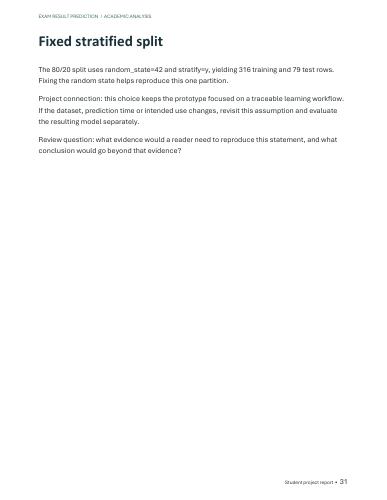 EXAM RESULT PREDICTION | ACADEMIC ANALYSIS
Fixed stratified split
The 80/20 split uses random_state=42 and stratify=y, yielding 316 training and 79 test rows.
Fixing the random state helps reproduce this one partition.
Project connection: this choice keeps the prototype focused on a traceable learning workflow.
If the dataset, prediction time or intended use changes, revisit this assumption and evaluate
the resulting model separately.
Review question: what evidence would a reader need to reproduce this statement, and what
conclusion would go beyond that evidence?
Student project report • 31